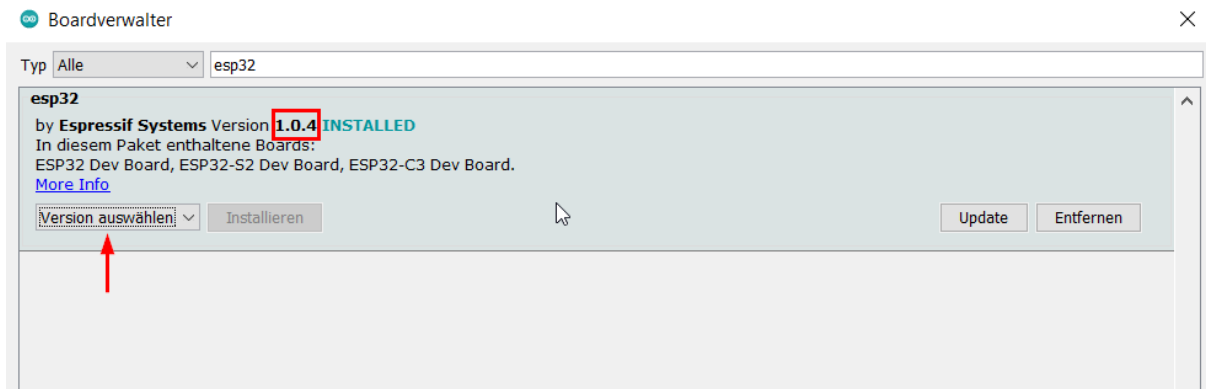 Boardverwalter
Typ Alle esp32
esp32
by Espressif Systems Version 1.0.4 INSTALLED
In diesem Paket enthaltene Boards:
ESP32 Dev Board, ESP32-S2 Dev Board, ESP32-C3 Dev Board.
More Info
Version auswählen Installieren Update Entfernen